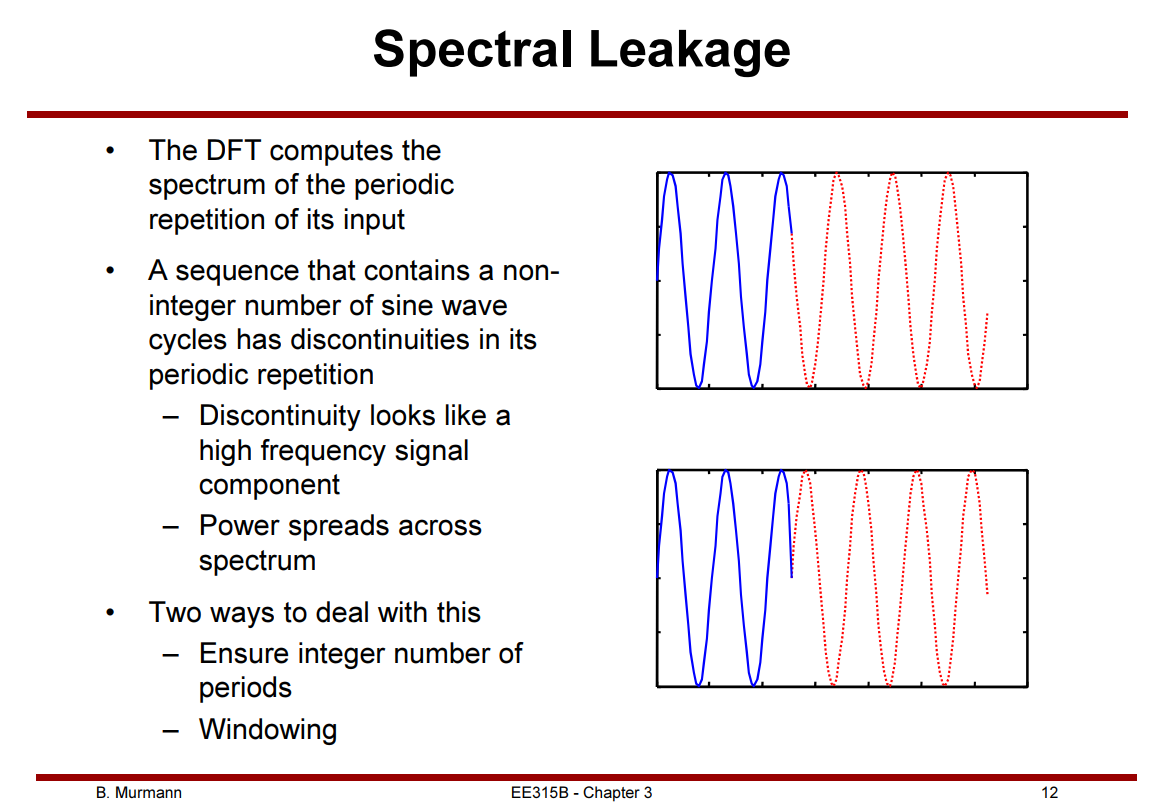 Spectral Leakage
• The DFT computes the
spectrum of the periodic
repetition of its input
• A sequence that contains a non-
integer number of sine wave
cycles has discontinuities in its
periodic repetition
– Discontinuity looks like a
high frequency signal
component
– Power spreads across
spectrum
• Two ways to deal with this
– Ensure integer number of
periods
– Windowing
B. Murmann
EE315B - Chapter 3
12